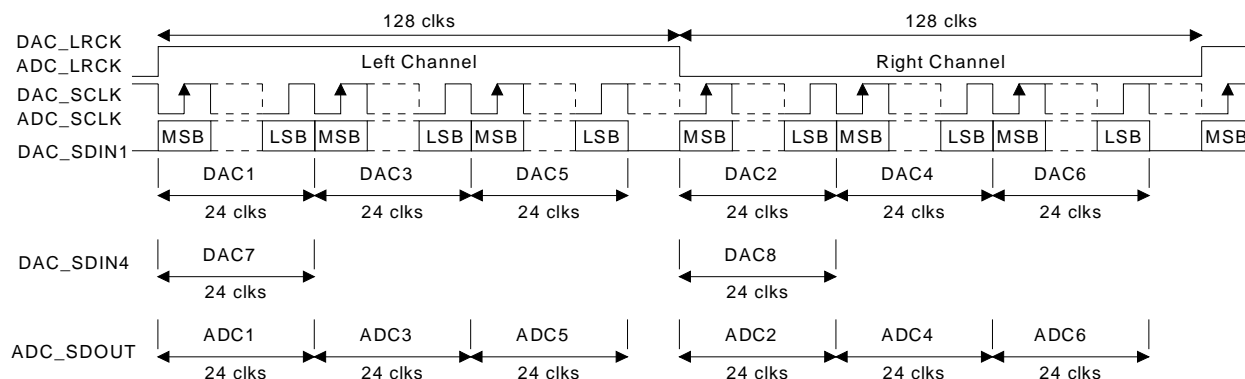 128 clks 128 clks
DAC_LRCK
ADC_LRCK Left Channel Right Channel
DAC_SCLK
ADC_SCLK
DAC_SDIN1 MSB LSB MSB LSB MSB LSB MSB LSB MSB LSB MSB LSB MSB
DAC1 DAC3 DAC5 DAC2 DAC4 DAC6
24 clks 24 clks 24 clks 24 clks 24 clks 24 clks
DAC_SDIN4 DAC7 DAC8
24 clks 24 clks
ADC_SDOUT ADC1 ADC3 ADC5 ADC2 ADC4 ADC6
24 clks 24 clks 24 clks 24 clks 24 clks 24 clks